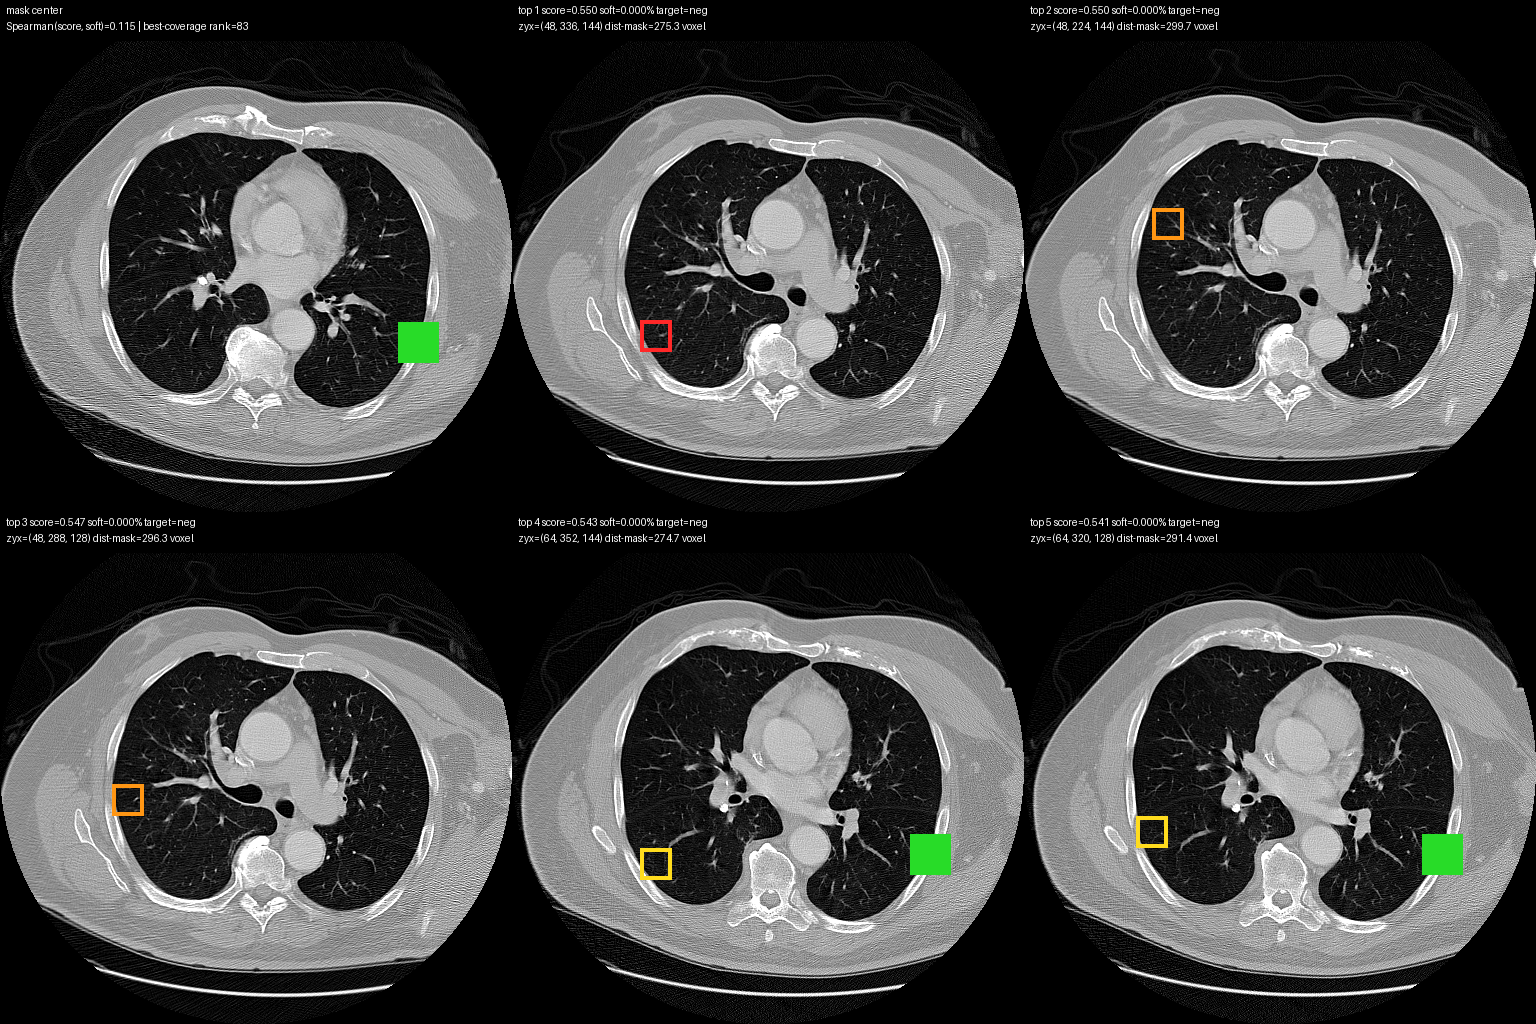 mask center
Spearman(score, soft)=0.115 | best-coverage rank=83
top 1 score=0.550 soft=0.000% target=neg
zyx=(48, 336, 144) dist-mask=275.3 voxel
top 2 score=0.550 soft=0.000% target=neg
zyx=(48, 224, 144) dist-mask=299.7 voxel
top 3 score=0.547 soft=0.000% target=neg
zyx=(48, 288, 128) dist-mask=296.3 voxel
top 4 score=0.543 soft=0.000% target=neg
zyx=(64, 352, 144) dist-mask=274.7 voxel
top 5 score=0.541 soft=0.000% target=neg
zyx=(64, 320, 128) dist-mask=291.4 voxel